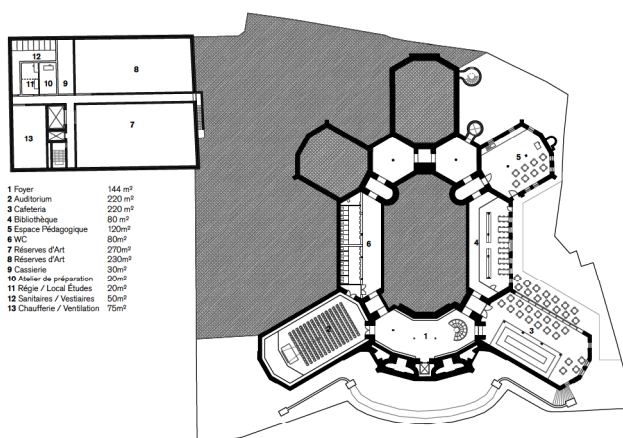 12
11
10
9
8
13
7
1 Foyer 144 m²
2 Auditorium 220 m²
3 Cafeteria 220 m²
4 Bibliothèque 80 m²
5 Espace Pédagogique 120m²
6 WC 80m²
7 Réserves d'Art 270m²
8 Réserves d'Art 230m²
9 Cassierie 30m²
10 Atelier de préparation 20m²
11 Régie / Local Études 20m²
12 Sanitaires / Vestiaires 50m²
13 Chaufferie / Ventilation 75m²
5
6
4
2
1
3